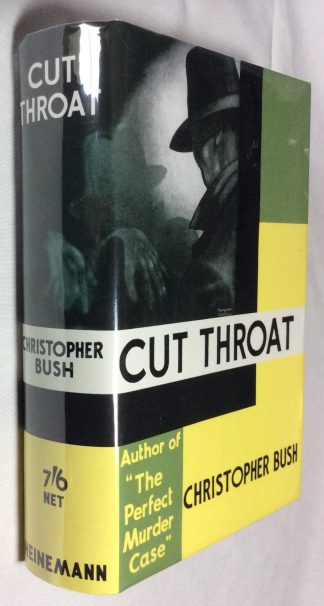 CUT
THROAT
CHRISTOPHER
BUSH
7/6
NET
HEINEMANN
CUT THROAT
Author of
"The
Perfect
Murder
Case"
CHRISTOPHER BUSH